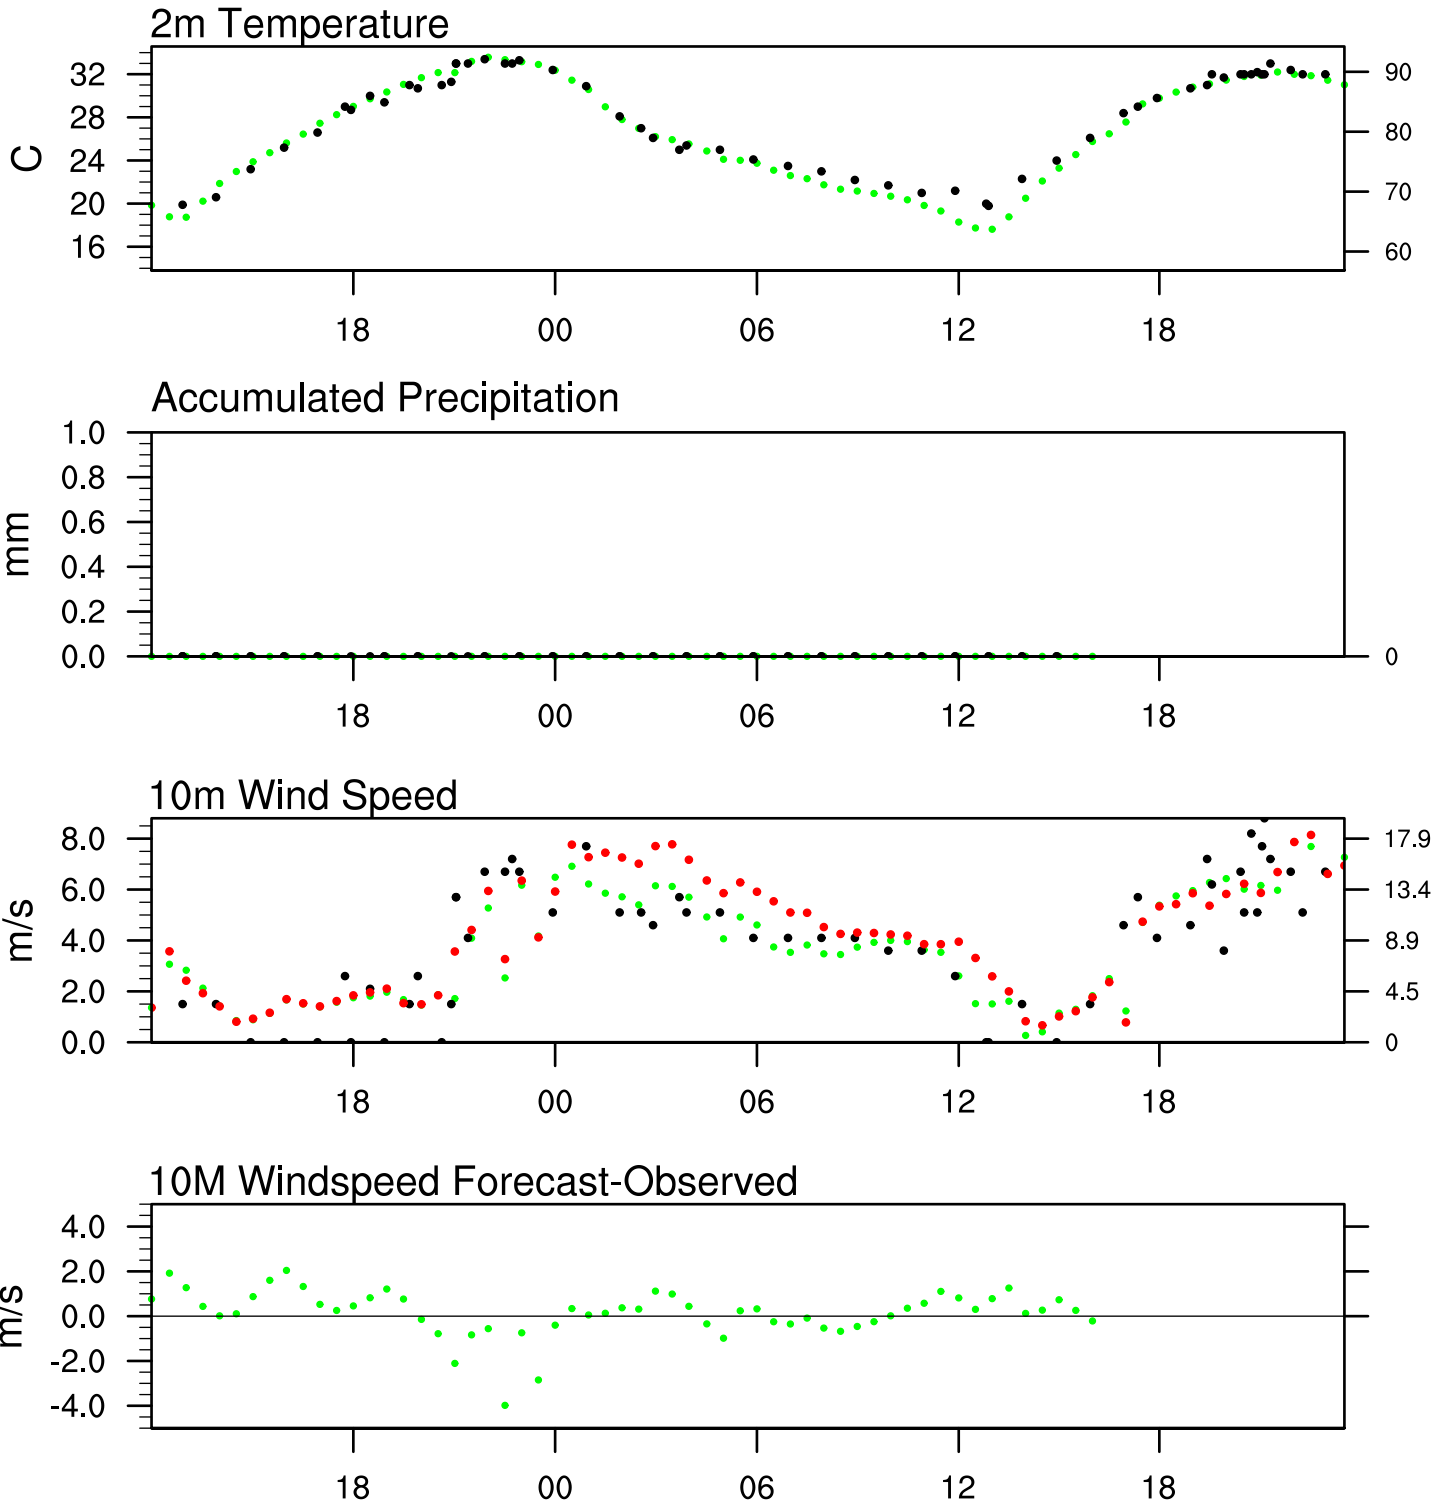 2m Temperature
32 90
28
80
C
24
70
20
16
60
18 00 06 12 18
Accumulated Precipitation
1.0
0.8
0.6
mm
0.4
0.2
0.0 0
18 00 06 12 18
10m Wind Speed
8.0 17.9
6.0 13.4
m/s
4.0 8.9
2.0 4.5
0.0 0
18 00 06 12 18
10M Windspeed Forecast-Observed
4.0
2.0
m/s
0.0
-2.0
-4.0
18 00 06 12 18